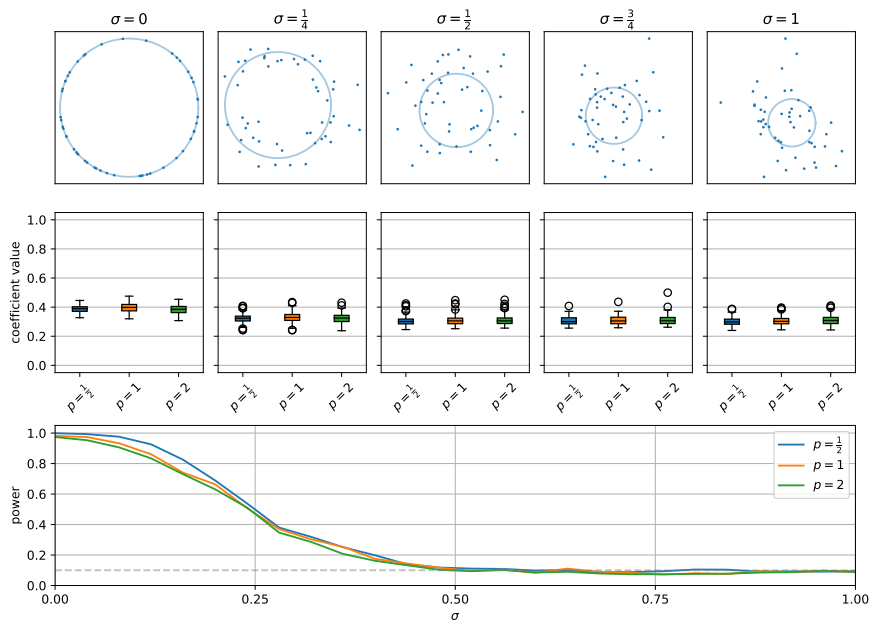 σ = 0 σ = 1/4 σ = 1/2 σ = 3/4 σ = 1
1.0
0.8
0.6
0.4
0.2
0.0
coefficient value
p = 1/2 p = 1 p = 2 p = 1/2 p = 1 p = 2 p = 1/2 p = 1 p = 2 p = 1/2 p = 1 p = 2 p = 1/2 p = 1 p = 2
1.0
0.8
0.6
0.4
0.2
0.0
power
p = 1/2
p = 1
p = 2
0.00 0.25 0.50 0.75 1.00
σ